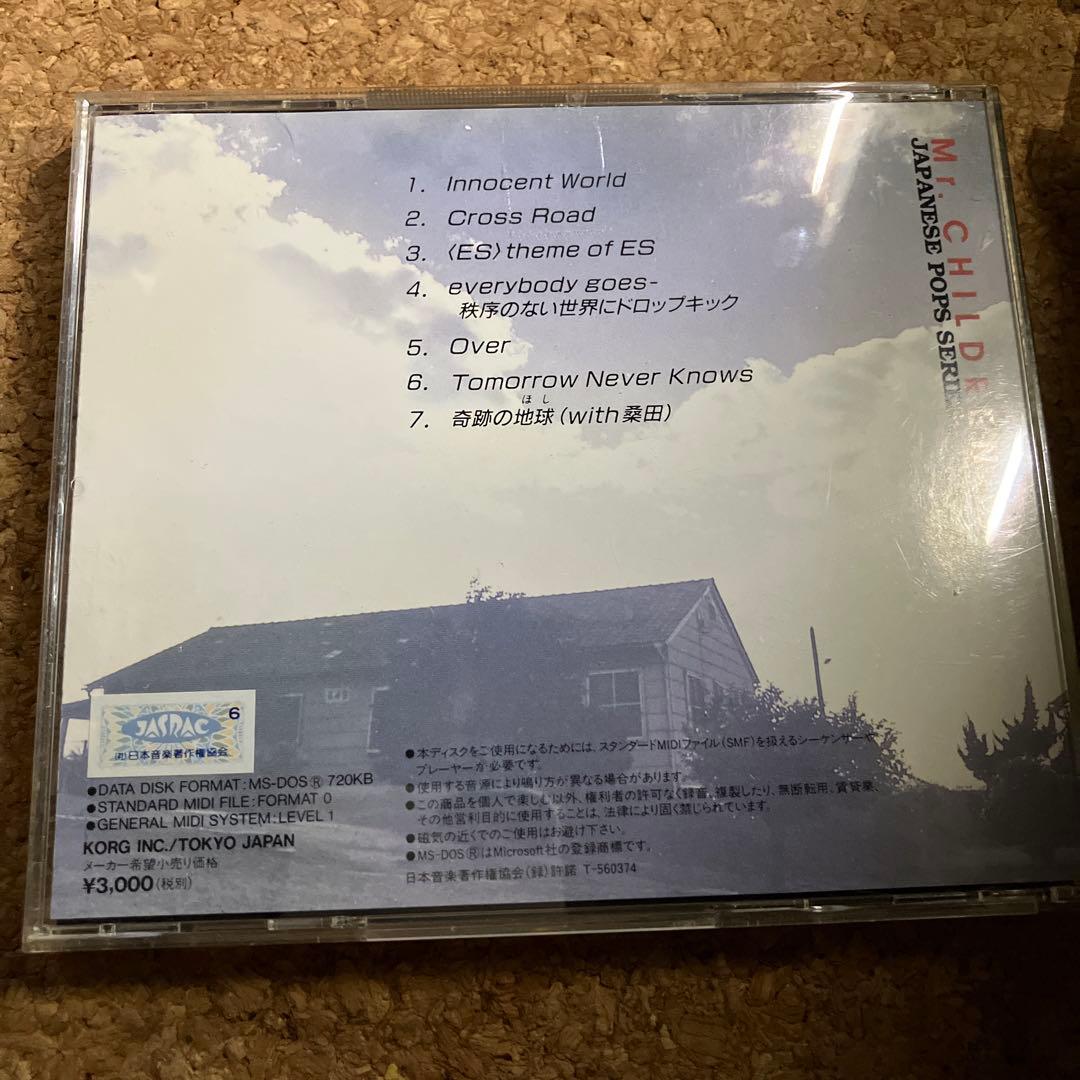 1. Innocent World
2. Cross Road
3. 〈ES〉theme of ES
4. everybody goes-
秩序のない世界にドロップキック
5. Over
6. Tomorrow Never Knows
ほし
7. 奇跡の地球(with桑田)
Mr. CHILDRE
JAPANESE POPS SERIE
6
JASRAC
(社)日本音楽著作権協会
●DATA DISK FORMAT:MS-DOS® 720KB
●STANDARD MIDI FILE:FORMAT 0
●GENERAL MIDI SYSTEM:LEVEL 1
KORG INC./TOKYO JAPAN
メーカー希望小売り価格
¥3,000(税別)
●本ディスクをご使用になるためには、スタンダードMIDIファイル(SMF)を扱えるシーケンサーや
プレーヤーが必要です。
●使用する音源により鳴り方が異なる場合があります。
●この商品を個人で楽しむ以外、権利者の許可なく録音、複製したり、無断転用、賃貸業、
その他営利目的に使用することは、法律により固く禁じられています。
●磁気の近くでのご使用はお避け下さい。
●MS-DOS®はMicrosoft社の登録商標です。
日本音楽著作権協会(録)許諾 T-560374